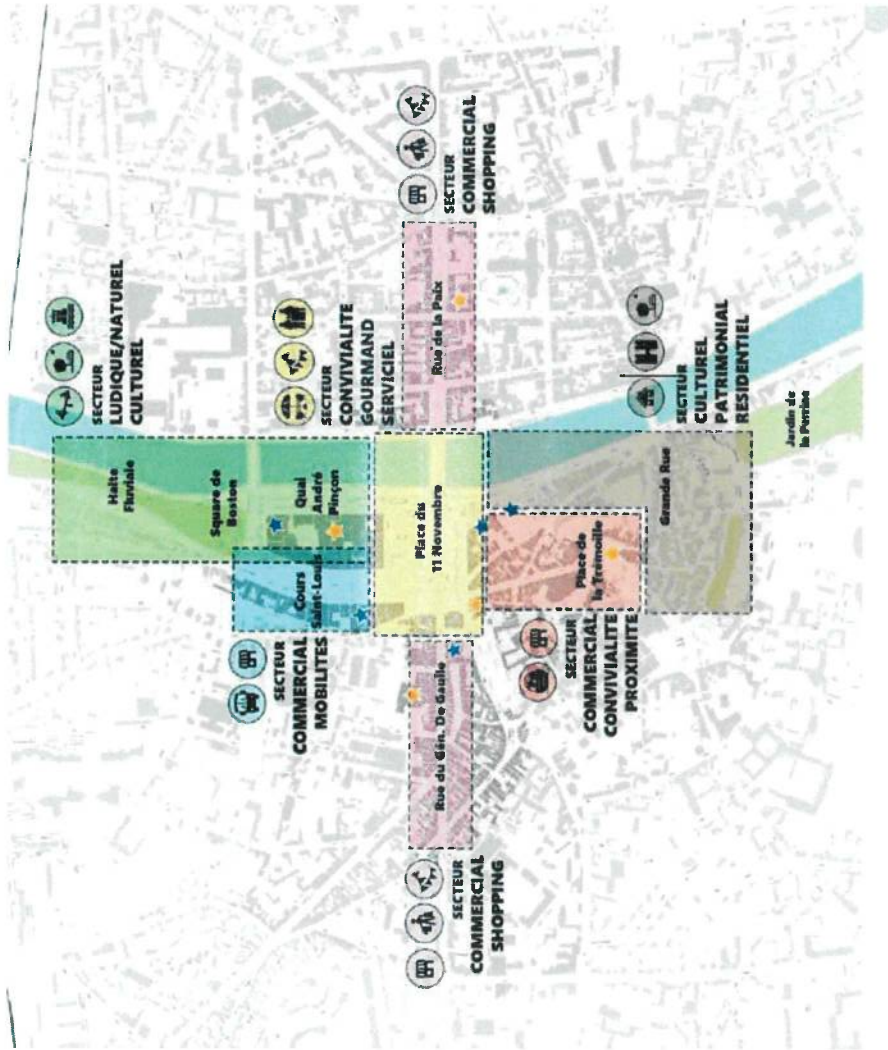 SECTEUR
COMMERCIAL
SHOPPING
Rue du Gén. De Gaulle
SECTEUR
COMMERCIAL
MOBILITES
Cours
Saint-Louis
SECTEUR
COMMERCIAL
CONVIVIALITE
PROXIMITE
Place de
la Trémoille
Place du
11 Novembre
Halte
Fluviale
Square de
Boston
Quai
André
Pinçon
SECTEUR
LUDIQUE/NATUREL
CULTUREL
SECTEUR
CONVIVIALITE
GOURMAND
SERVICIEL
Rue de la Paix
SECTEUR
COMMERCIAL
SHOPPING
Grande Rue
SECTEUR
CULTUREL
PATRIMONIAL
RESIDENTIEL
Jardin de
la Perrine